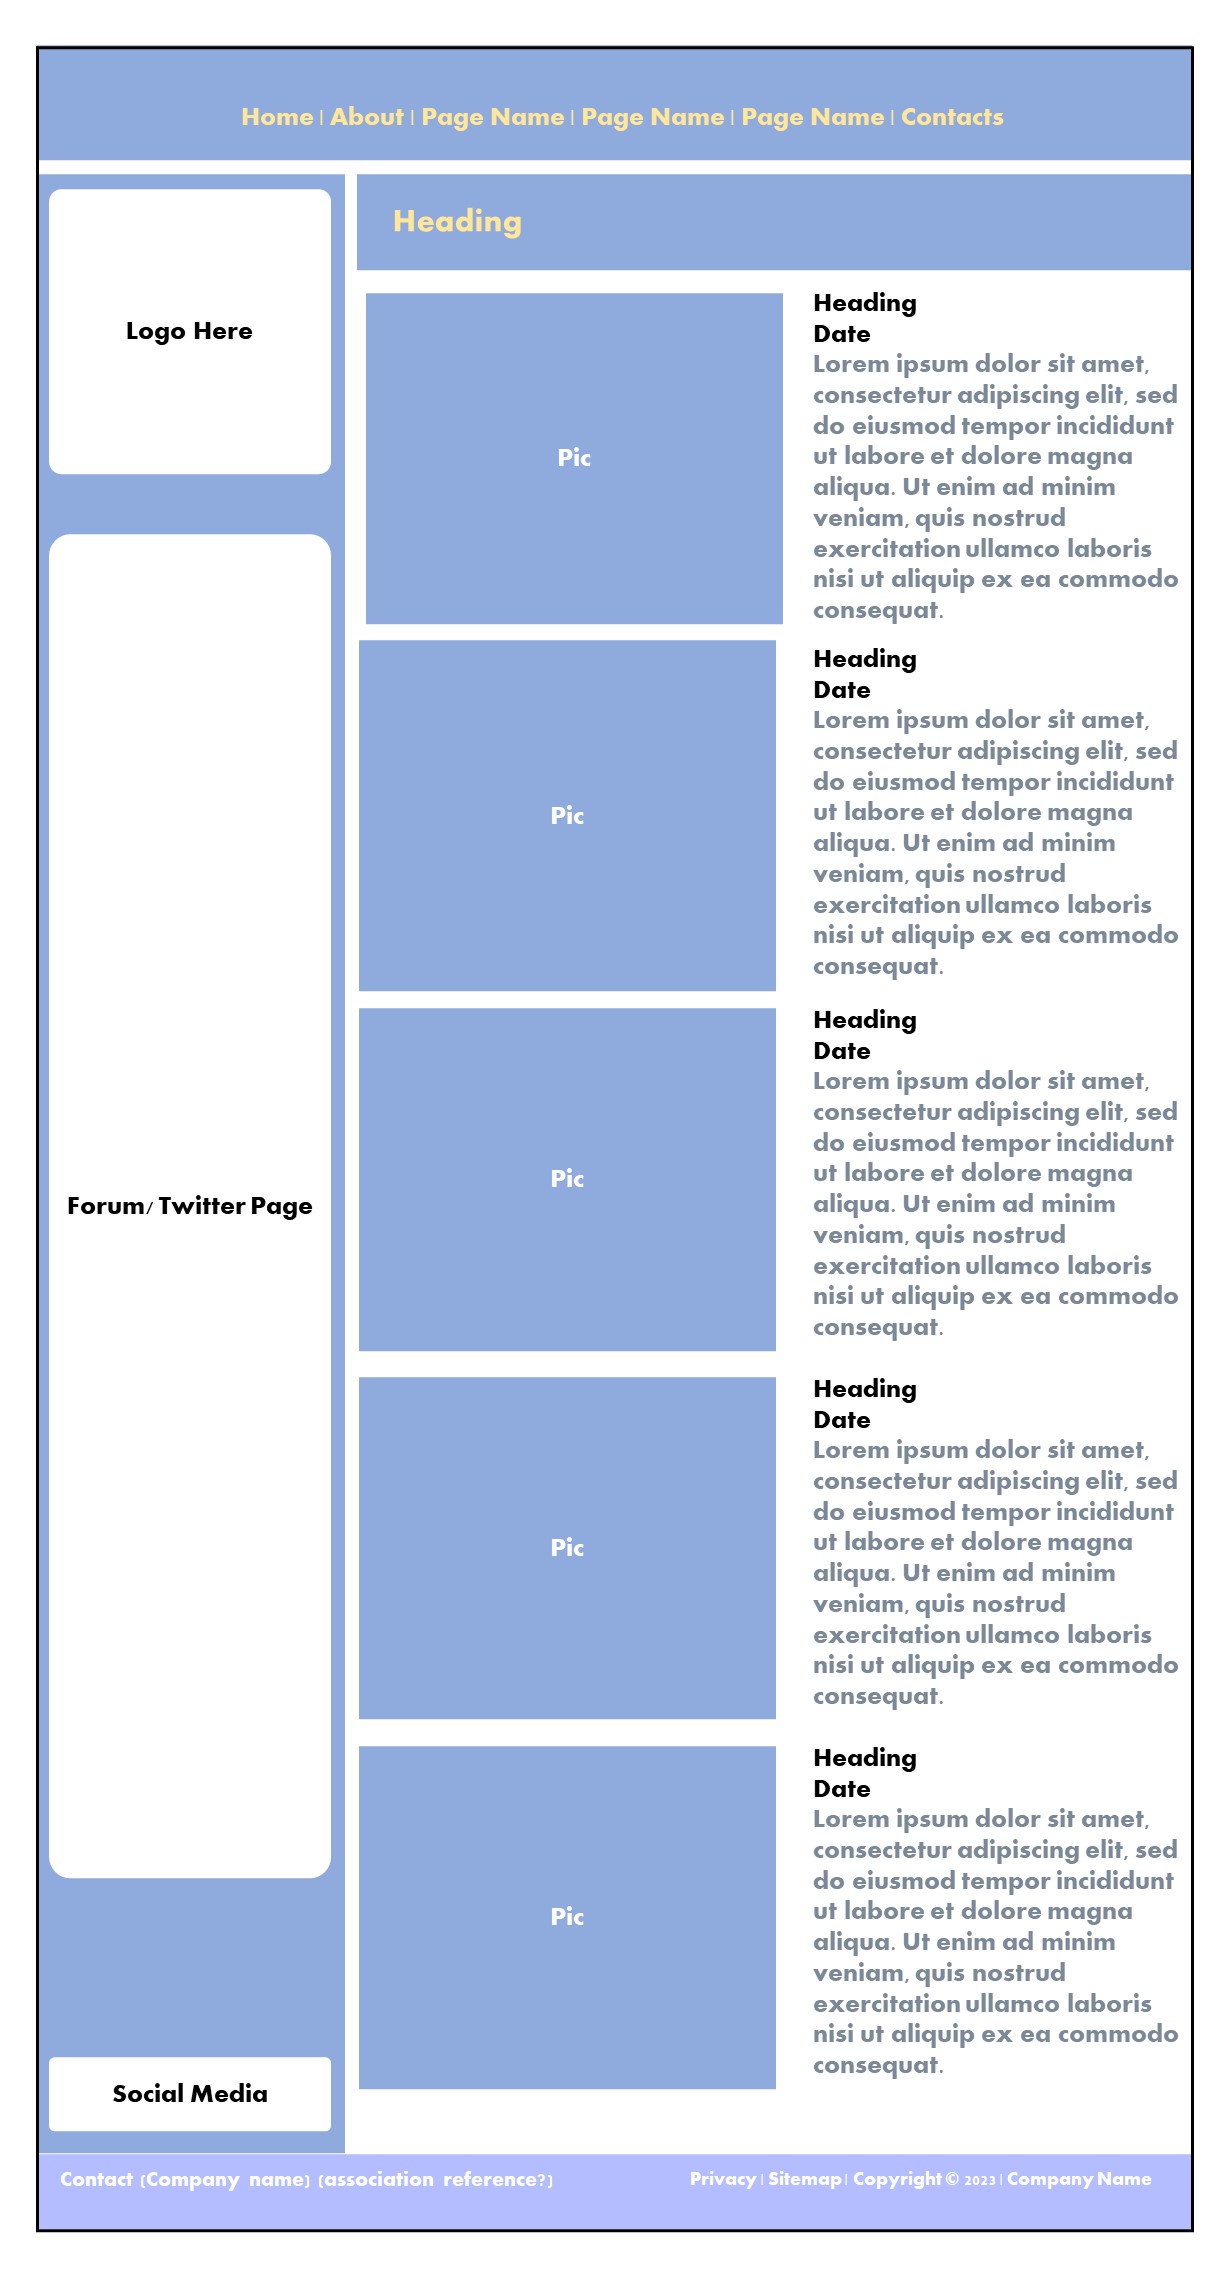 Home | About | Page Name | Page Name | Page Name | Contacts
Logo Here
Forum/ Twitter Page
Social Media
Heading
Pic
Heading
Date
Lorem ipsum dolor sit amet,
consectetur adipiscing elit, sed
do eiusmod tempor incididunt
ut labore et dolore magna
aliqua. Ut enim ad minim
veniam, quis nostrud
exercitation ullamco laboris
nisi ut aliquip ex ea commodo
consequat.
Pic
Heading
Date
Lorem ipsum dolor sit amet,
consectetur adipiscing elit, sed
do eiusmod tempor incididunt
ut labore et dolore magna
aliqua. Ut enim ad minim
veniam, quis nostrud
exercitation ullamco laboris
nisi ut aliquip ex ea commodo
consequat.
Pic
Heading
Date
Lorem ipsum dolor sit amet,
consectetur adipiscing elit, sed
do eiusmod tempor incididunt
ut labore et dolore magna
aliqua. Ut enim ad minim
veniam, quis nostrud
exercitation ullamco laboris
nisi ut aliquip ex ea commodo
consequat.
Pic
Heading
Date
Lorem ipsum dolor sit amet,
consectetur adipiscing elit, sed
do eiusmod tempor incididunt
ut labore et dolore magna
aliqua. Ut enim ad minim
veniam, quis nostrud
exercitation ullamco laboris
nisi ut aliquip ex ea commodo
consequat.
Pic
Heading
Date
Lorem ipsum dolor sit amet,
consectetur adipiscing elit, sed
do eiusmod tempor incididunt
ut labore et dolore magna
aliqua. Ut enim ad minim
veniam, quis nostrud
exercitation ullamco laboris
nisi ut aliquip ex ea commodo
consequat.
Contact (Company name) (association reference?)
Privacy | Sitemap | Copyright © 2023 | Company Name